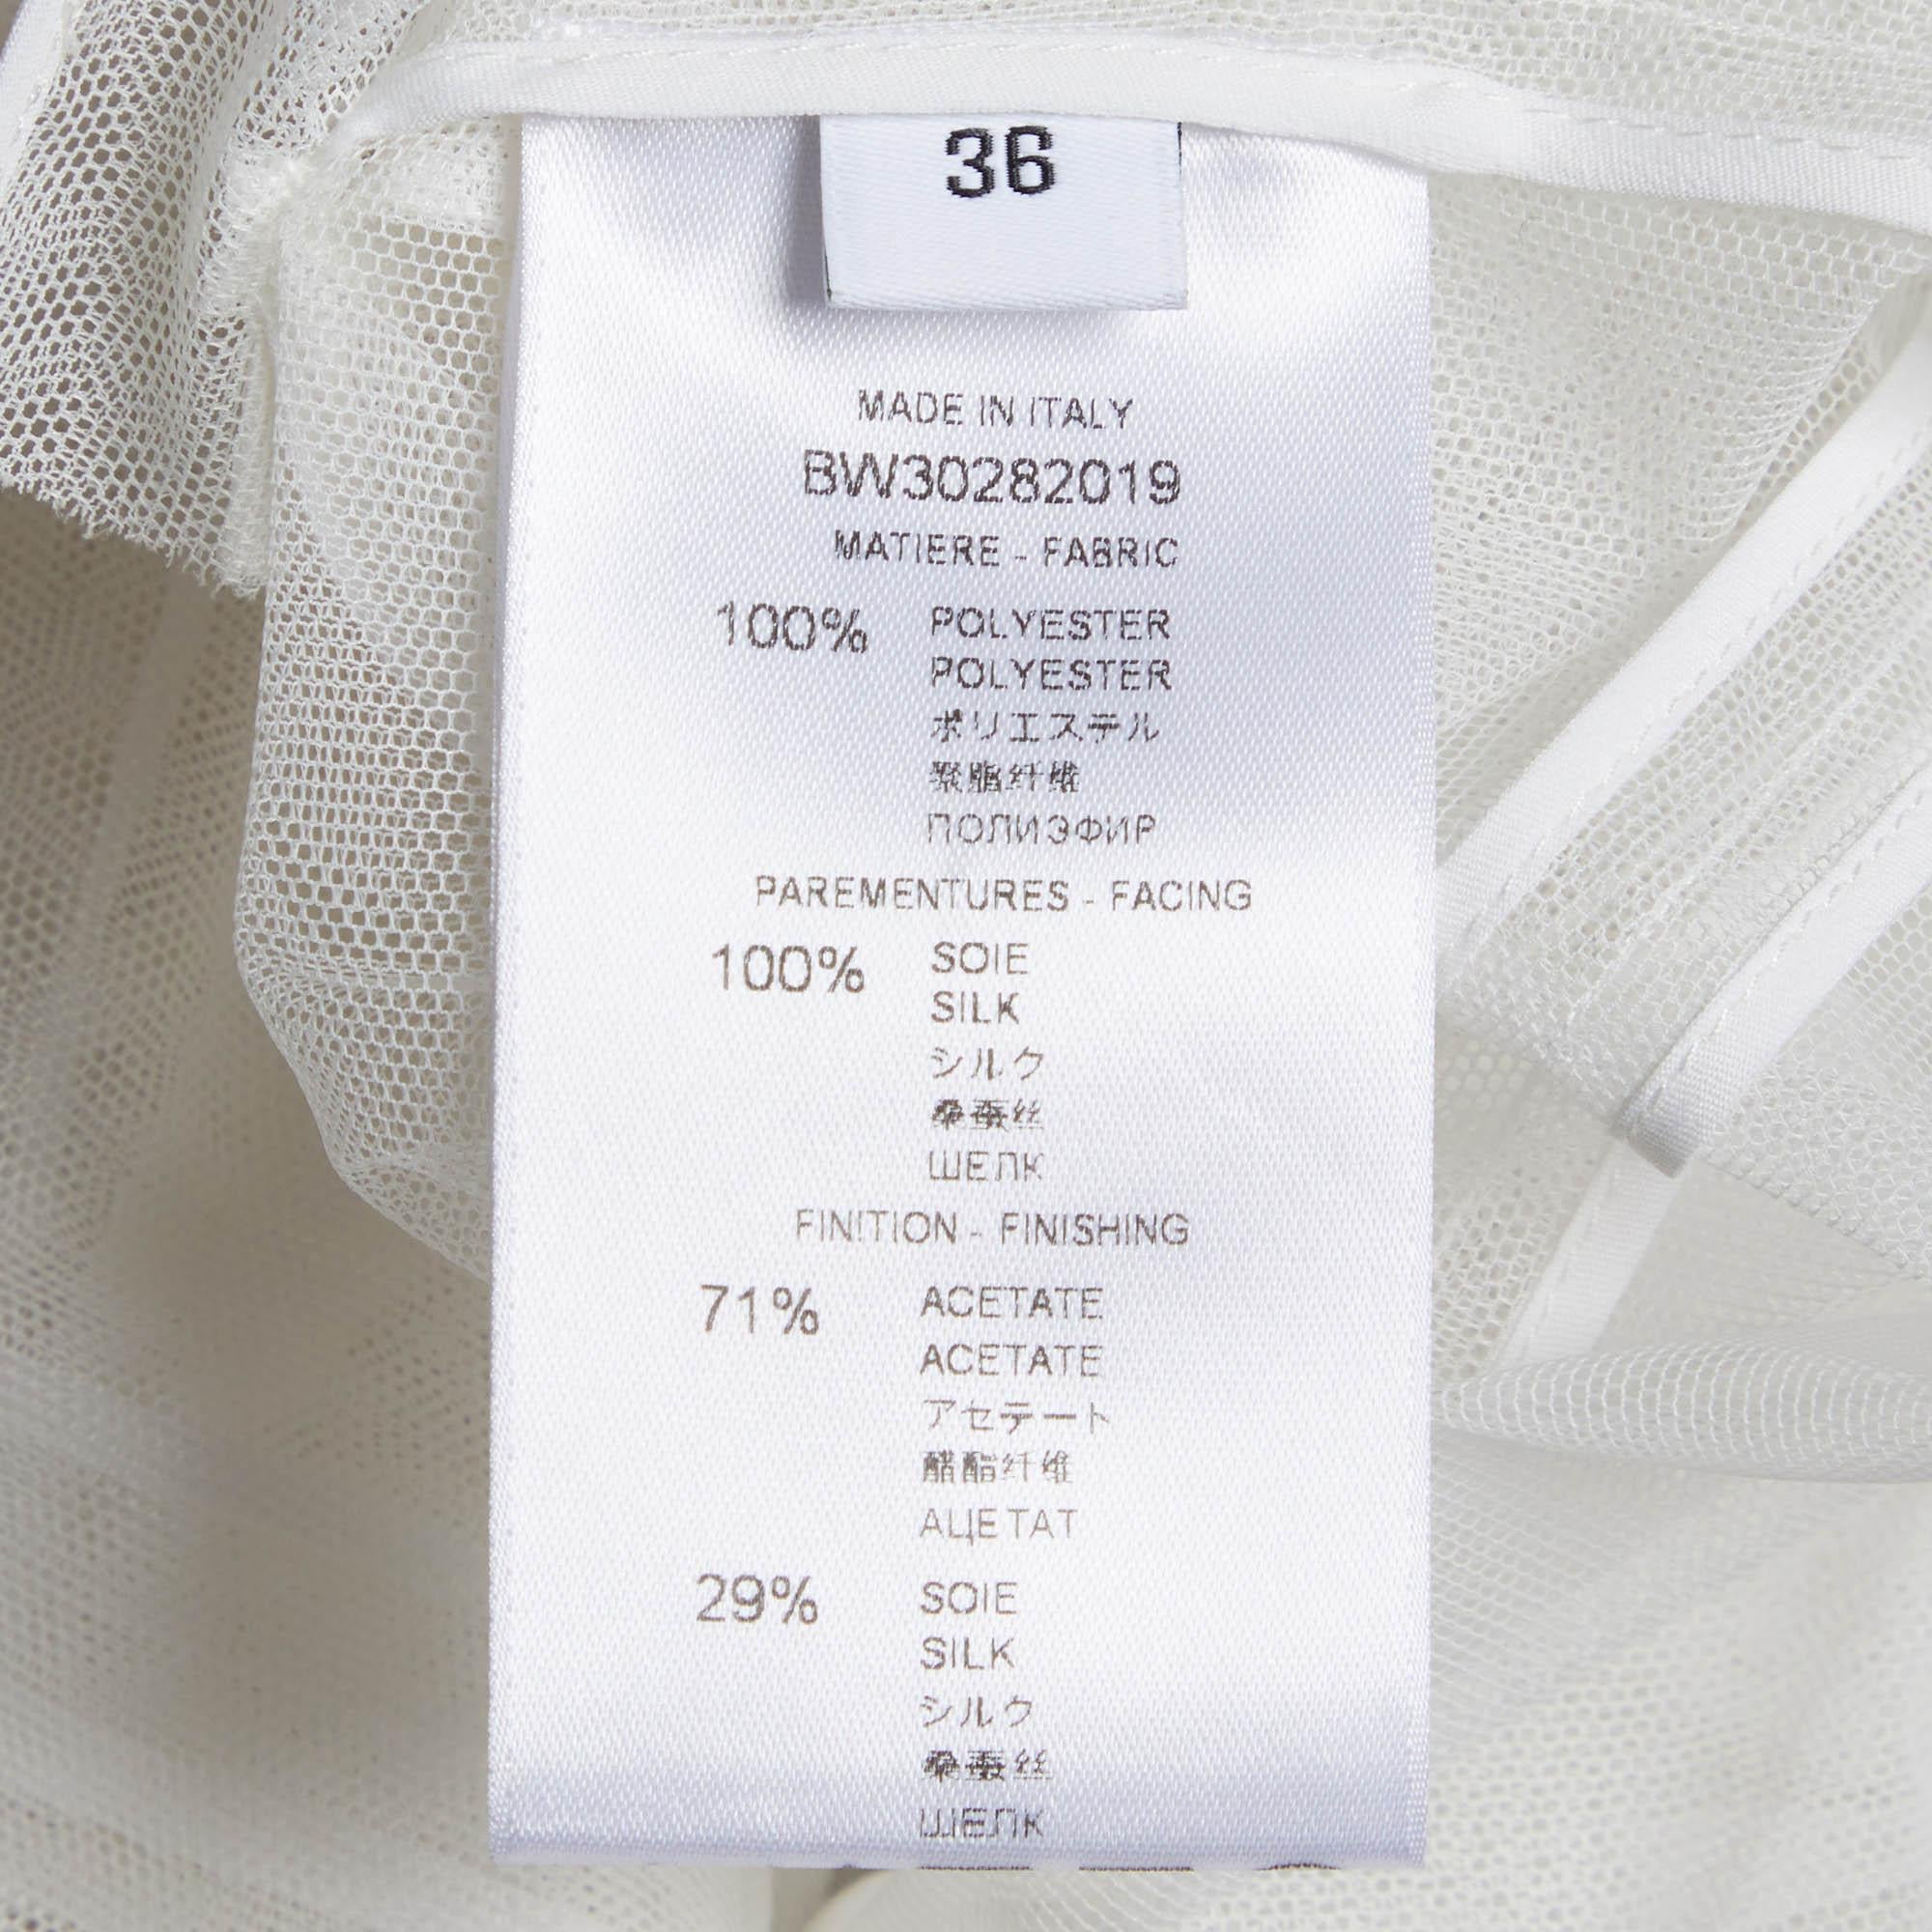 36
MADE IN ITALY
BW30282019
MATIERE - FABRIC
100% POLYESTER
POLYESTER
ポリエステル
聚脂纤维
ПОЛИЭФИР
PAREMENTURES - FACING
100% SOIE
SILK
シルク
桑蚕丝
ШЕЛК
FINITION - FINISHING
71% ACETATE
ACETATE
アセテート
醋酯纤维
АЦЕТАТ
29% SOIE
SILK
シルク
桑蚕丝
ШЕЛК